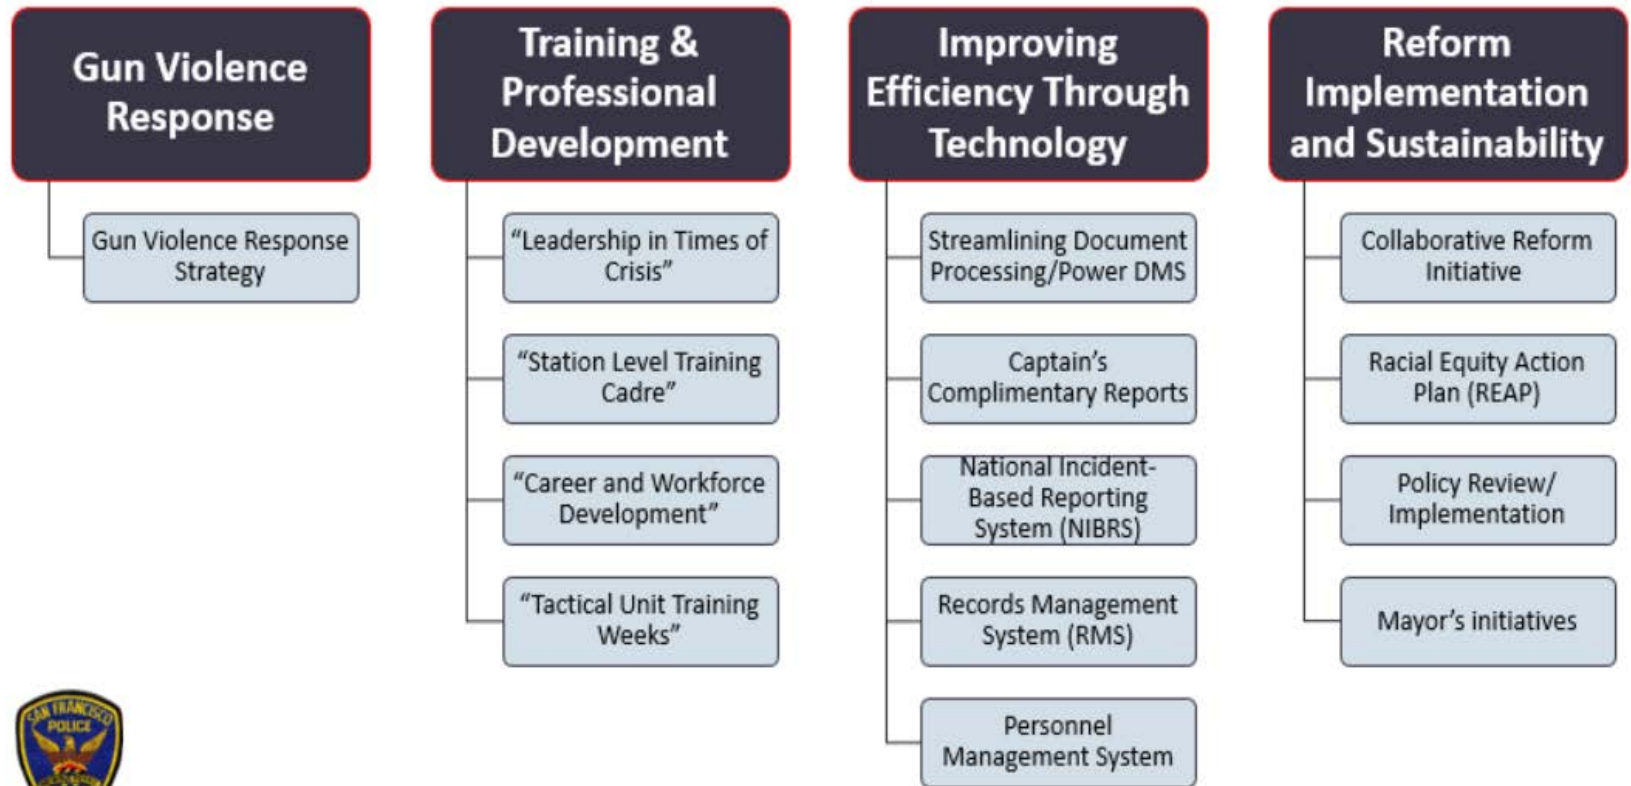 Gun Violence
Response
Gun Violence Response
Strategy
Training &
Professional
Development
“Leadership in Times of
Crisis”
“Station Level Training
Cadre”
“Career and Workforce
Development”
“Tactical Unit Training
Weeks”
Improving
Efficiency Through
Technology
Streamlining Document
Processing/Power DMS
Captain’s
Complimentary Reports
National Incident-
Based Reporting
System (NIBRS)
Records Management
System (RMS)
Personnel
Management System
Reform
Implementation
and Sustainability
Collaborative Reform
Initiative
Racial Equity Action
Plan (REAP)
Policy Review/
Implementation
Mayor’s initiatives
SAN FRANCISCO
POLICE